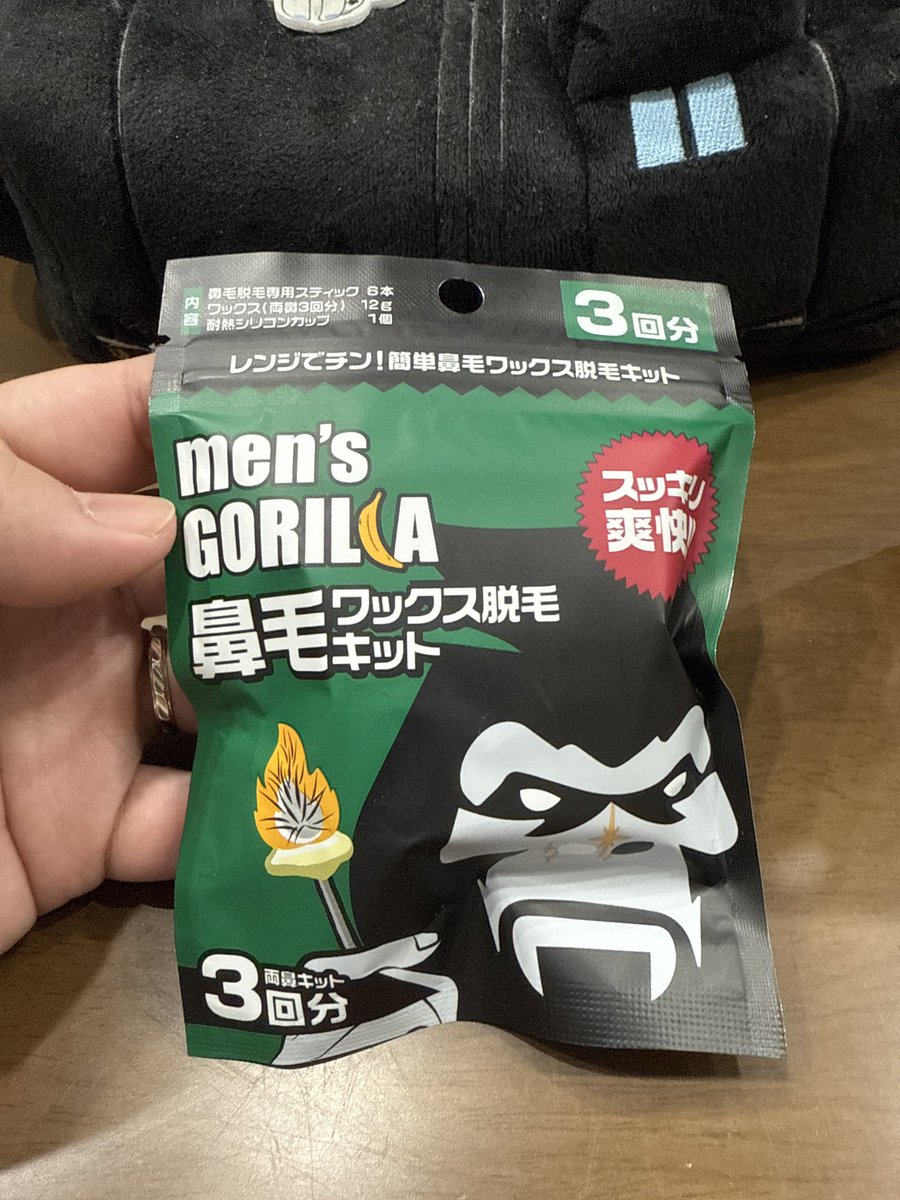 内容
鼻毛脱毛専用スティック 6本
ワックス(両鼻3回分) 12g
耐熱シリコンカップ 1個
3回分
レンジでチン!簡単鼻毛ワックス脱毛キット
men's
GORILLA
スッキリ
爽快!
鼻毛ワックス脱毛
キット
両鼻キット
3回分